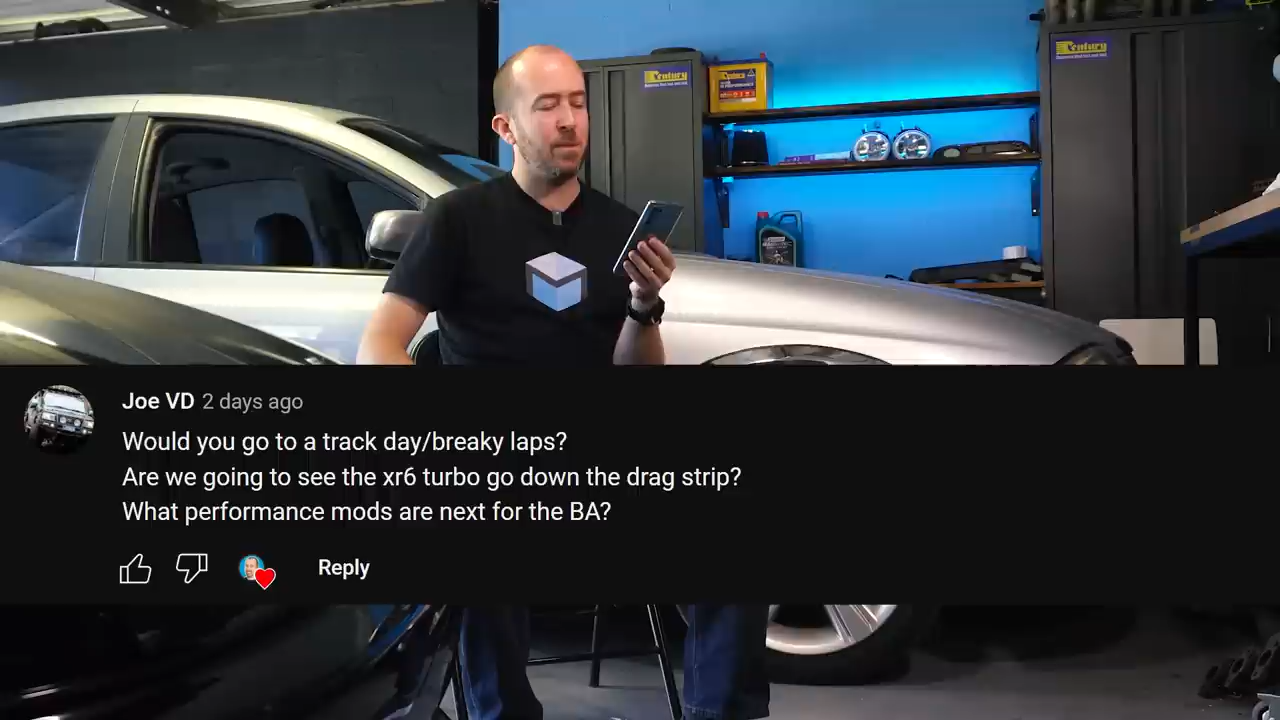 Century
Century
Century
Joe VD 2 days ago
Would you go to a track day/breaky laps?
Are we going to see the xr6 turbo go down the drag strip?
What performance mods are next for the BA?
Reply